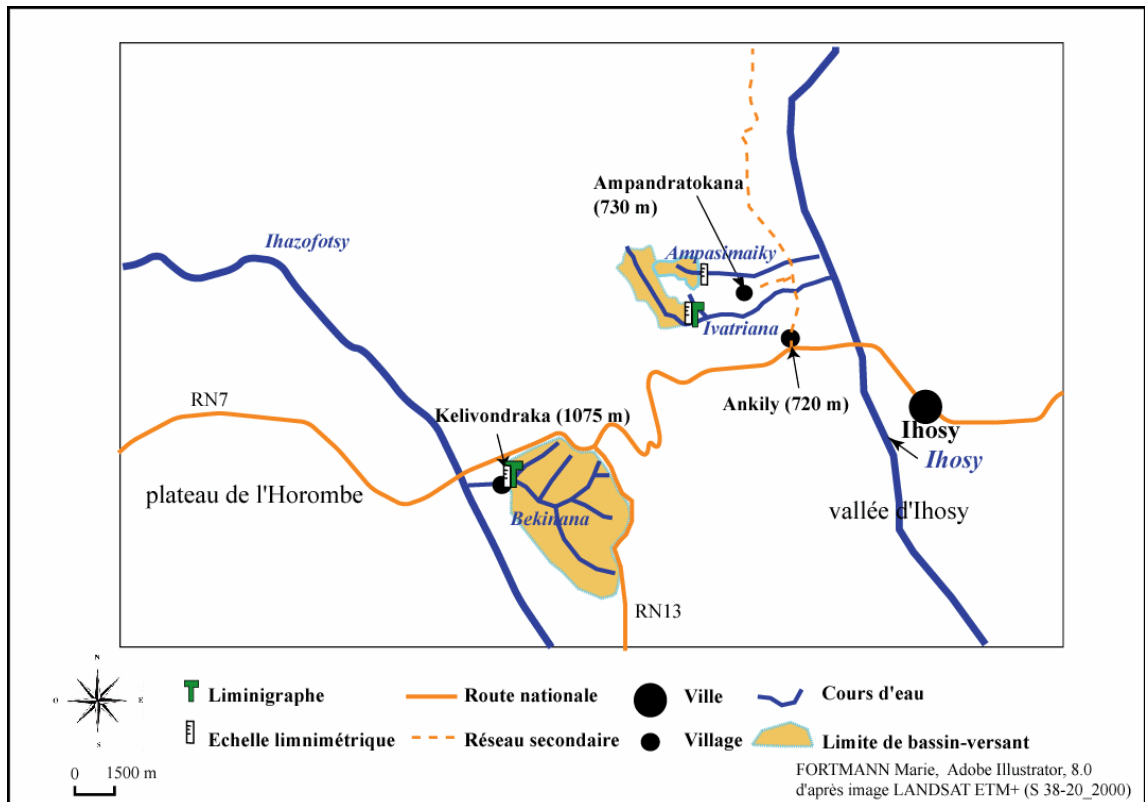 Ampandratokana
(730 m)
Ihazofotsy
Ampasimaiky
Ivatriana
RN7
Kelivondraka (1075 m)
Ankily (720 m)
Ihosy
Ihosy
plateau de l'Horombe
Bekinana
vallée d'Ihosy
RN13
N
O
E
S
Liminigraphe
Route nationale
Ville
Cours d'eau
Echelle limnimétrique
Réseau secondaire
Village
Limite de bassin-versant
0 1500 m
FORTMANN Marie, Adobe Illustrator, 8.0
d'après image LANDSAT ETM+ (S 38-20_2000)